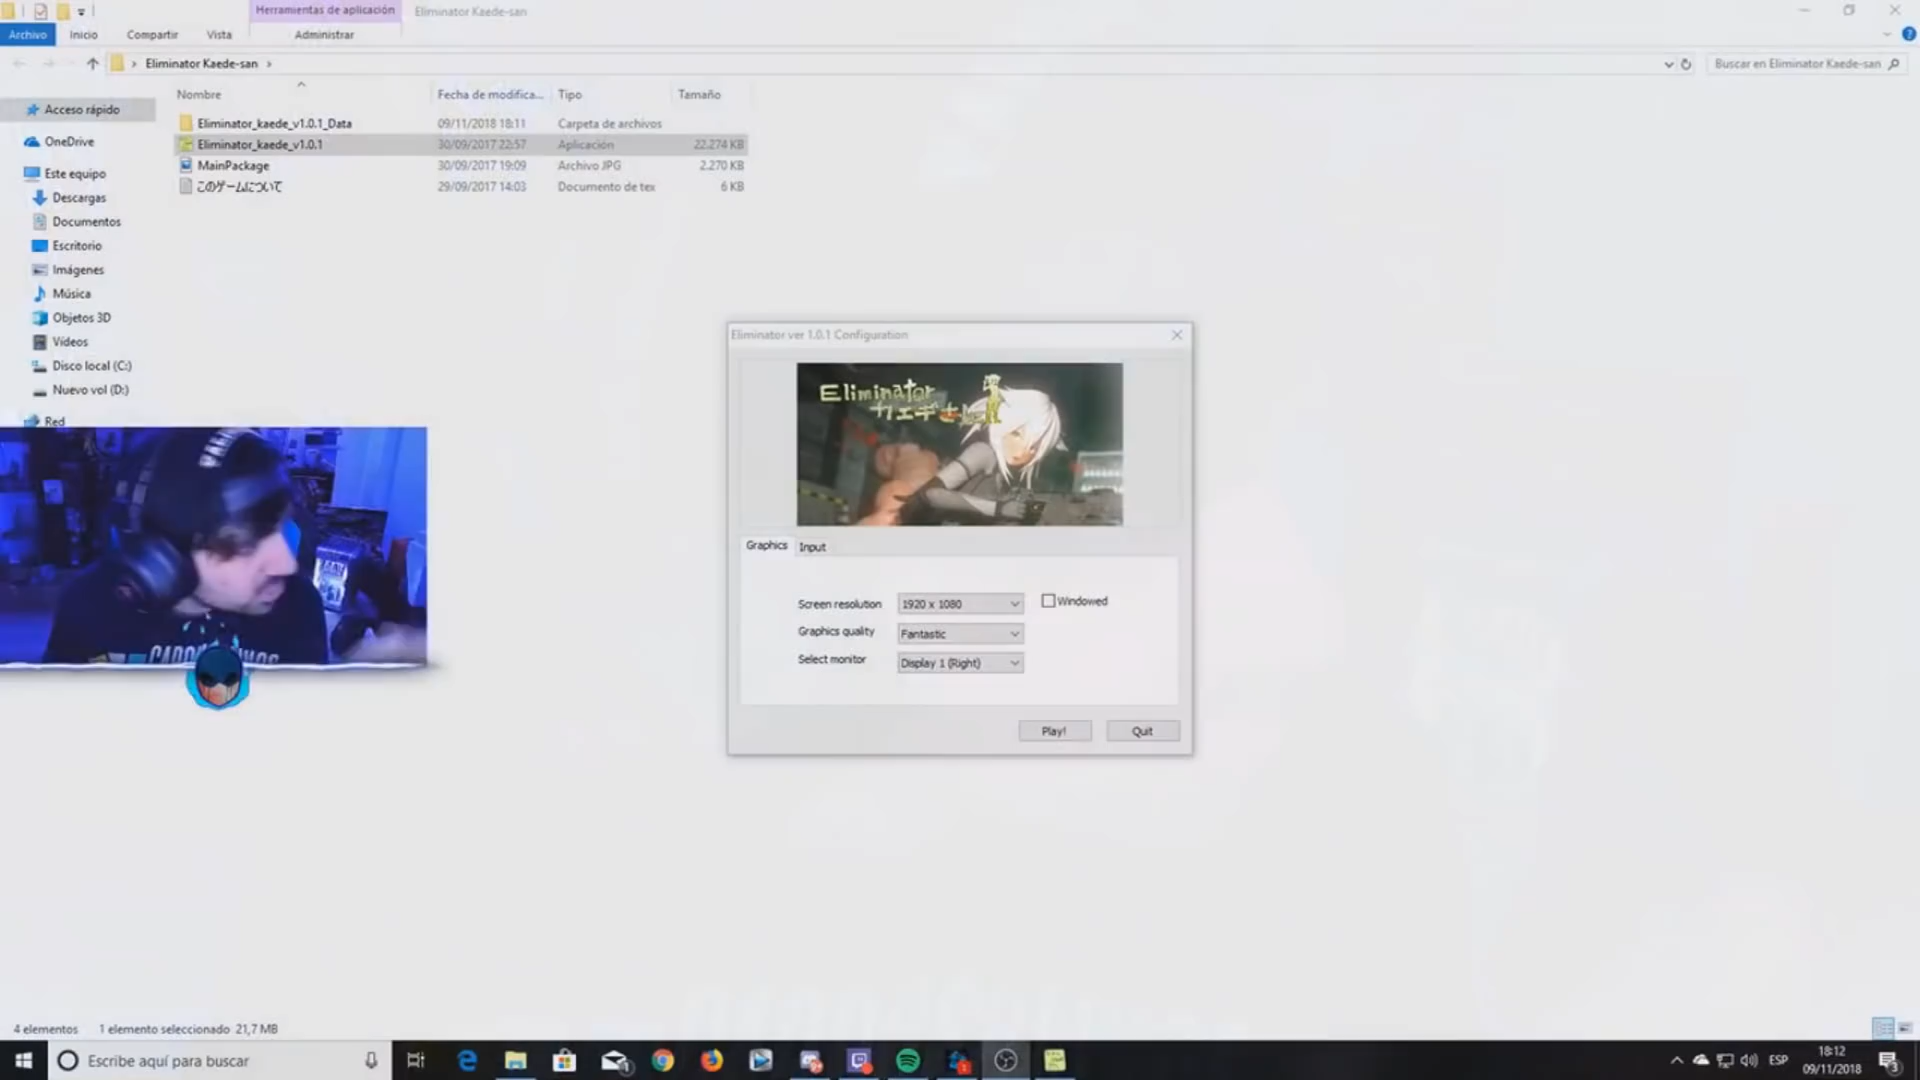 Herramientas de aplicación
Eliminator Kaede-san
Archivo
Inicio
Compartir
Vista
Administrar
Eliminator Kaede-san
Buscar en Eliminator Kaede-san
Nombre
Fecha de modifica...
Tipo
Tamaño
Eliminator_kaede_v1.0.1_Data
09/11/2018 18:11
Carpeta de archivos
Eliminator_kaede_v1.0.1
30/09/2017 22:57
Aplicación
22.274 KB
MainPackage
30/09/2017 19:09
Archivo JPG
2.270 KB
このゲームについて
29/09/2017 14:03
Documento de tex
6 KB
Acceso rápido
OneDrive
Este equipo
Descargas
Documentos
Escritorio
Imágenes
Música
Objetos 3D
Vídeos
Disco local (C:)
Nuevo vol (D:)
Red
Eliminator ver 1.0.1 Configuration
Eliminator
Graphics
Input
Screen resolution
1920 x 1080
Windowed
Graphics quality
Fantastic
Select monitor
Display 1 (Right)
Play!
Quit
4 elementos
1 elemento seleccionado 21,7 MB
Escribe aquí para buscar
ESP
18:12
09/11/2018